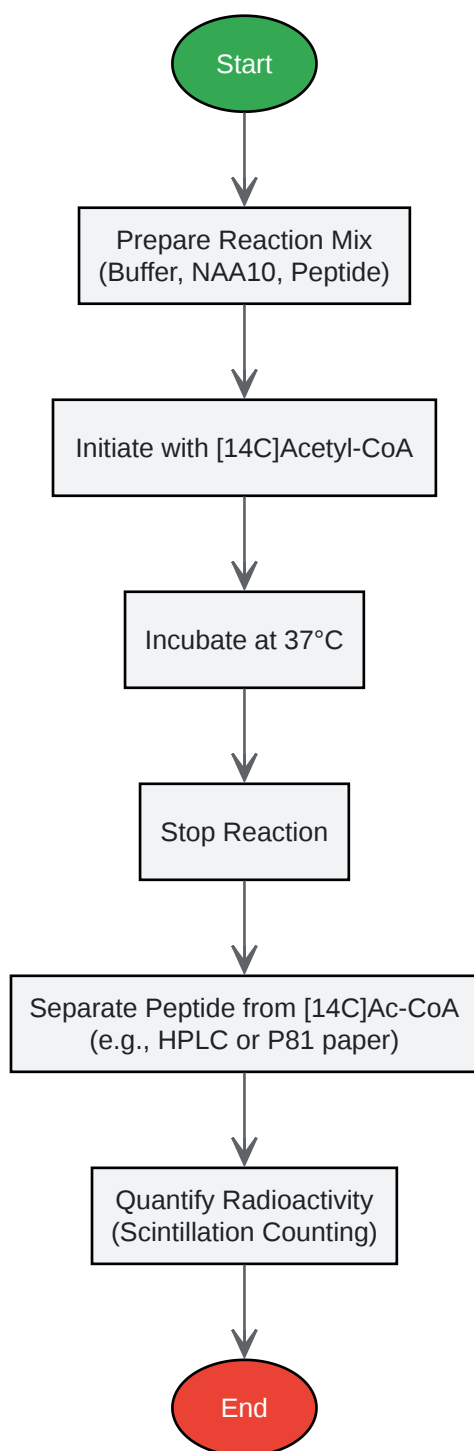 Start
Prepare Reaction Mix
(Buffer, NAA10, Peptide)
Initiate with [14C]Acetyl-CoA
Incubate at 37°C
Stop Reaction
Separate Peptide from [14C]Ac-CoA
(e.g., HPLC or P81 paper)
Quantify Radioactivity
(Scintillation Counting)
End